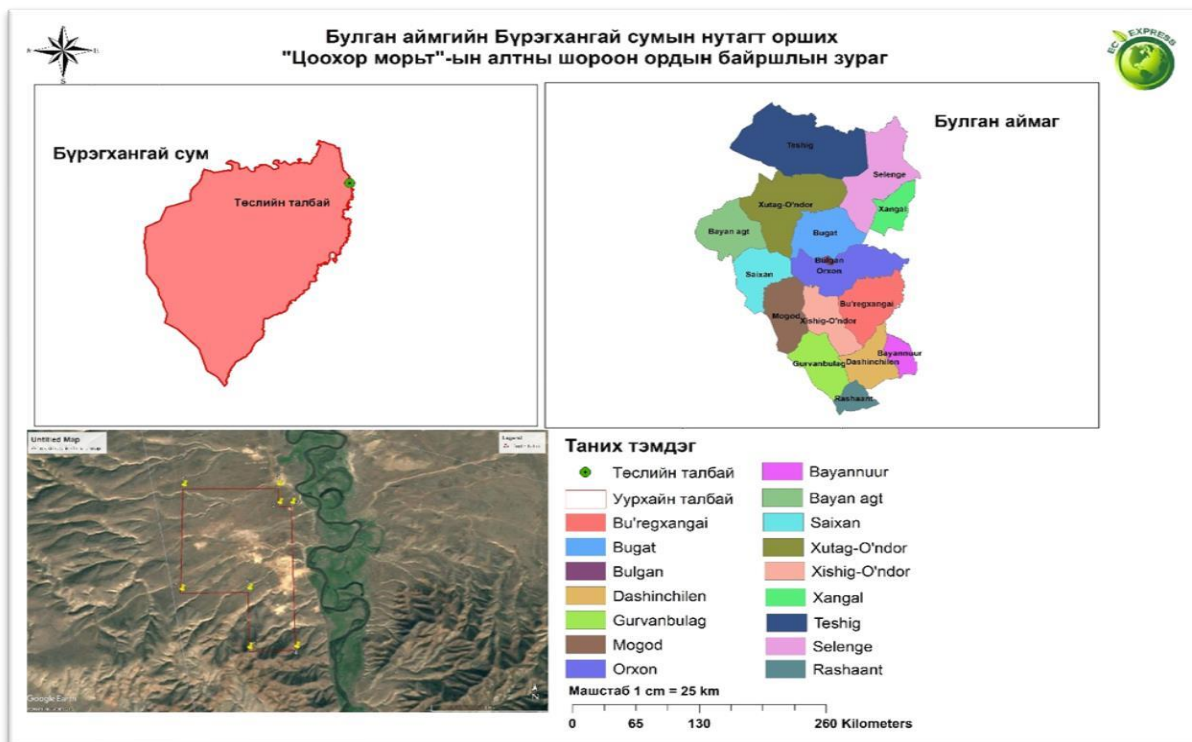 Булган аймгийн Бүрэгхангай сумын нутагт орших
"Цоохор морьт"-ын алтны шороон ордын байршлын зураг
ECO EXPRESS
S
Бүрэгхангай сум
Төслийн талбай
Булган аймаг
Teshig
Selenge
Xangal
Xutag-O'ndor
Bayan agt
Bugat
Bulgan
Orxon
Saixan
Bu'regxangai
Mogod
Xishig-O'ndor
Bayannuur
Dashinchilen
Gurvanbulag
Rashaant
Untitled Map
Legend
Google Earth
N
Таних тэмдэг
Төслийн талбай
Уурхайн талбай
Bu'regxangai
Bugat
Bulgan
Dashinchilen
Gurvanbulag
Mogod
Orxon
Bayannuur
Bayan agt
Saixan
Xutag-O'ndor
Xishig-O'ndor
Xangal
Teshig
Selenge
Rashaant
Машстаб 1 cm = 25 km
0 65 130 260 Kilometers